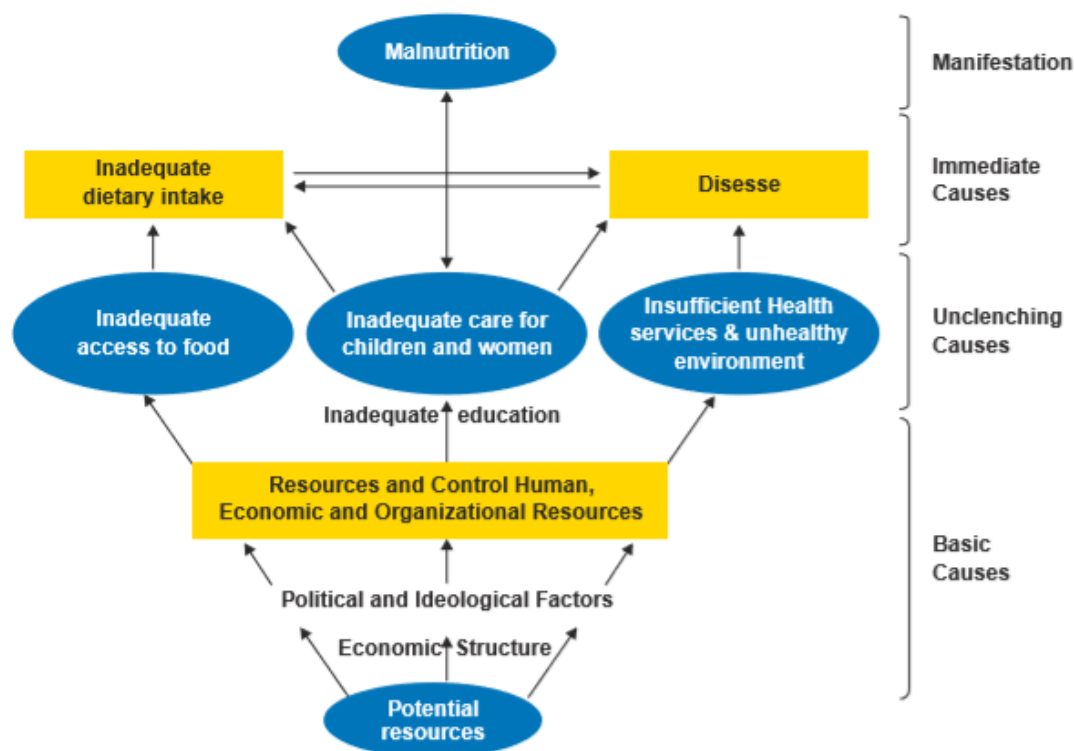 Malnutrition
Manifestation
Inadequate
dietary intake
Disesse
Immediate
Causes
Inadequate
access to food
Inadequate care for
children and women
Insufficient Health
services & unhealthy
environment
Unclenching
Causes
Inadequate education
Resources and Control Human,
Economic and Organizational Resources
Basic
Causes
Political and Ideological Factors
Economic Structure
Potential
resources